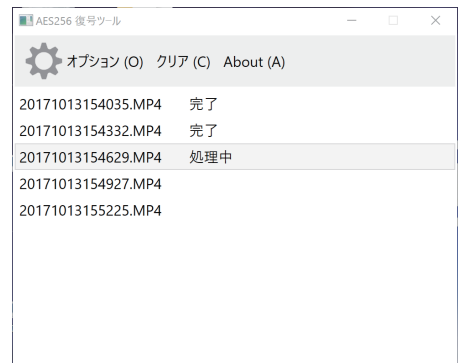 AES256 復号ツール
オプション (O) クリア (C) About (A)
20171013154035.MP4 完了
20171013154332.MP4 完了
20171013154629.MP4 処理中
20171013154927.MP4
20171013155225.MP4